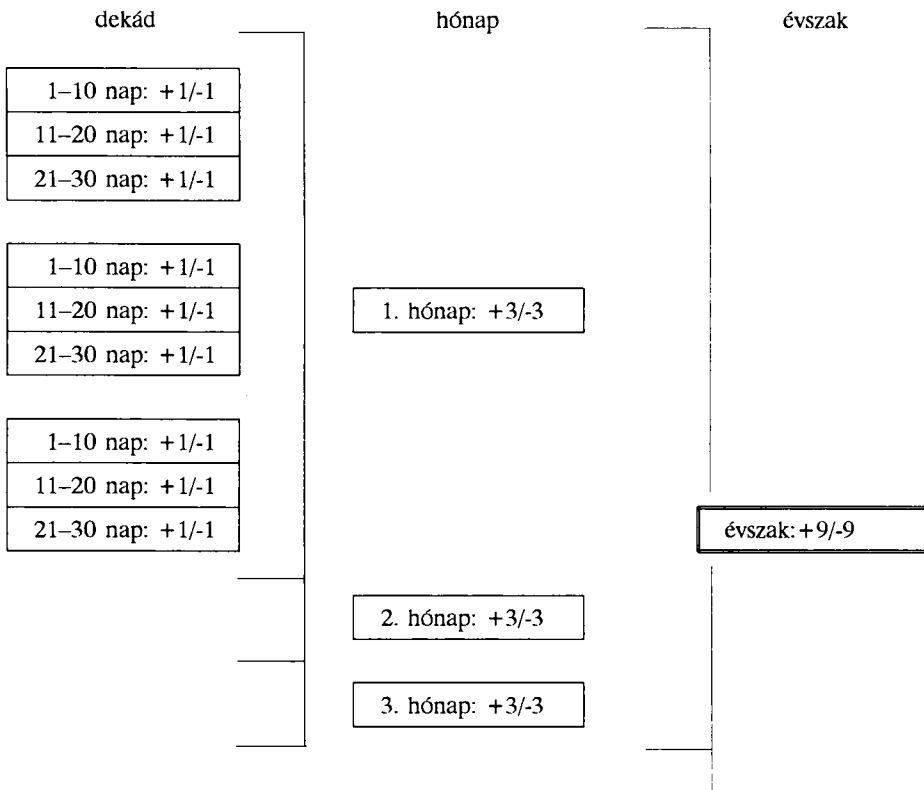 dekád hónap évszak
1–10 nap: +1/-1
11–20 nap: +1/-1
21–30 nap: +1/-1
1–10 nap: +1/-1
11–20 nap: +1/-1
21–30 nap: +1/-1
1. hónap: +3/-3
1–10 nap: +1/-1
11–20 nap: +1/-1
21–30 nap: +1/-1
évszak:+9/-9
2. hónap: +3/-3
3. hónap: +3/-3